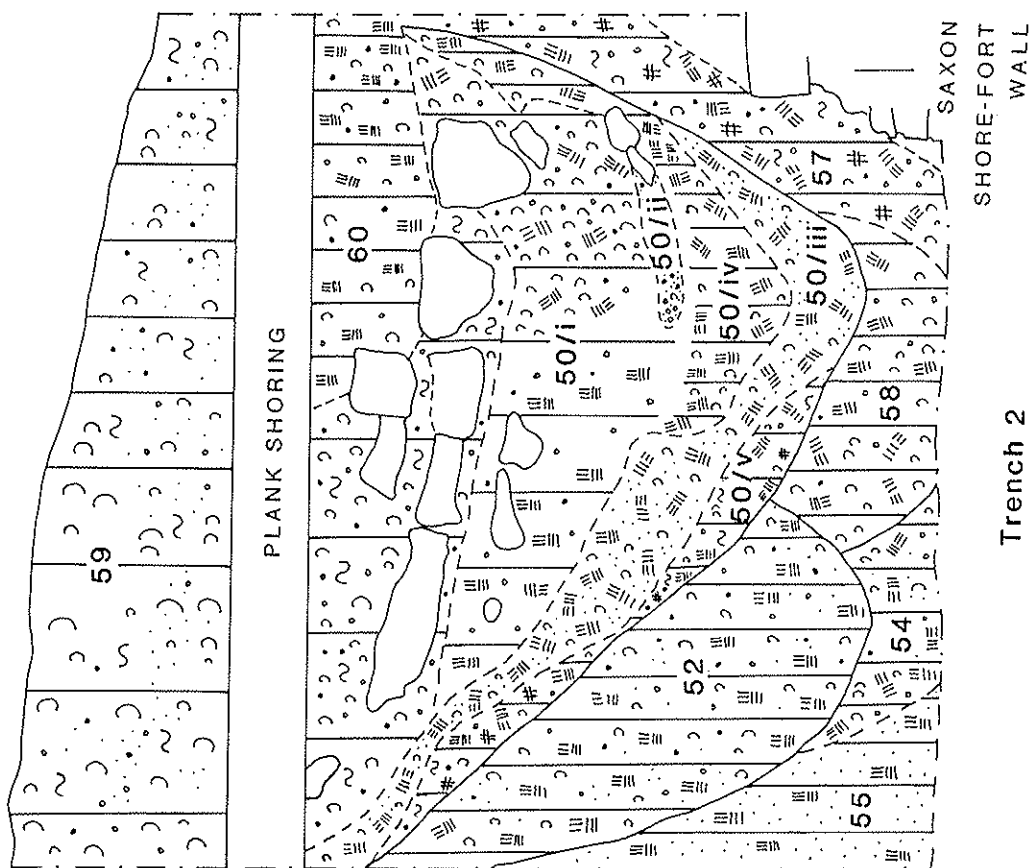 59
PLANK SHORING
60
50/i
50/ii
50/iv
50/iii
50/v
57
58
52
54
55
SAXON
SHORE-FORT
WALL
Trench 2